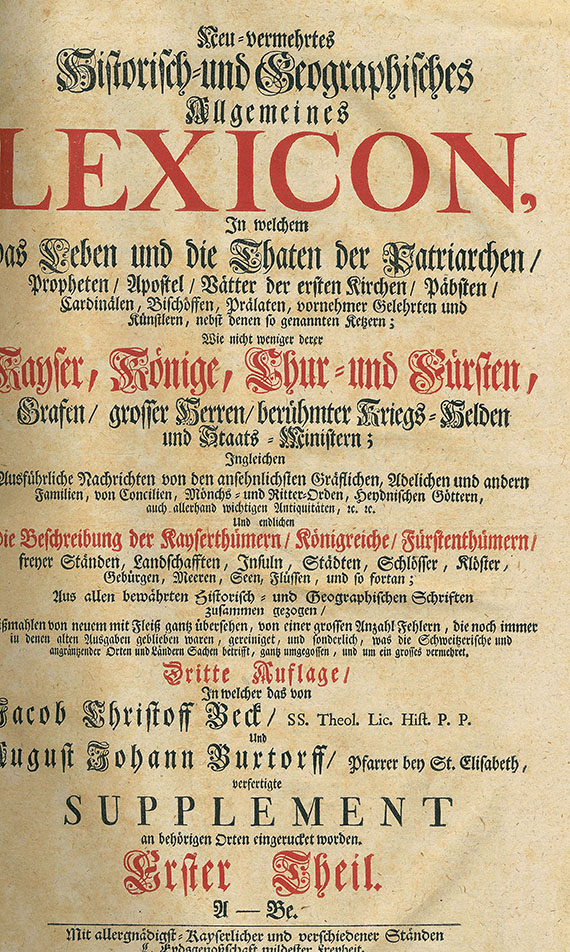 Neu-vermehrtes
Historisch-und Geographisches
Allgemeines
LEXICON,
In welchem
das Leben und die Thaten der Patriarchen/
Propheten/ Apostel/ Vätter der ersten Kirchen/ Päbsten/
Cardinälen, Bischöffen, Prälaten, vornehmer Gelehrten und
Künstlern, nebst denen so genannten Ketzern;
Wie nicht weniger derer
Kayser, Könige, Chur-und Fürsten,
Grafen/ grosser Herren/ berühmter Kriegs-Helden
und Staats-Ministern;
Ingleichen
Ausführliche Nachrichten von den ansehnlichsten Gräflichen, Adelichen und andern
Familien, von Concilien, Mönchs-und Ritter-Orden, Heydnischen Göttern,
auch allerhand wichtigen Antiquitäten, ꝛc. ꝛc.
Und endlichen
die Beschreibung der Kayserthümern/ Königreiche/ Fürstenthümern/
freyer Ständen, Landschafften, Insuln, Städten, Schlösser, Klöster,
Gebürgen, Meeren, Seen, Flüssen, und so fortan;
Aus allen bewährten Historisch-und Geographischen Schriften
zusammen gezogen/
ißmahlen von neuem mit Fleiß gantz übersehen, von einer grossen Anzahl Fehlern, die noch immer
in denen alten Ausgaben geblieben waren, gereiniget, und sonderlich, was die Schweitzerische und
angräntzender Orten und Ländern Sachen betrifft, gantz umgegossen, und um ein grosses vermehret.
Dritte Auflage/
In welcher das von
Jacob Christoff Beck/ SS. Theol. Lic. Hist. P. P.
Und
August Johann Buxtorff/ Pfarrer bey St. Elisabeth,
verfertigte
SUPPLEMENT
an behörigen Orten eingerucket worden.
Erster Theil.
A — Be.
Mit allergnädigst-Kayserlicher und verschiedener Ständen
Eydsgenoßschaft mildester Freyheit.